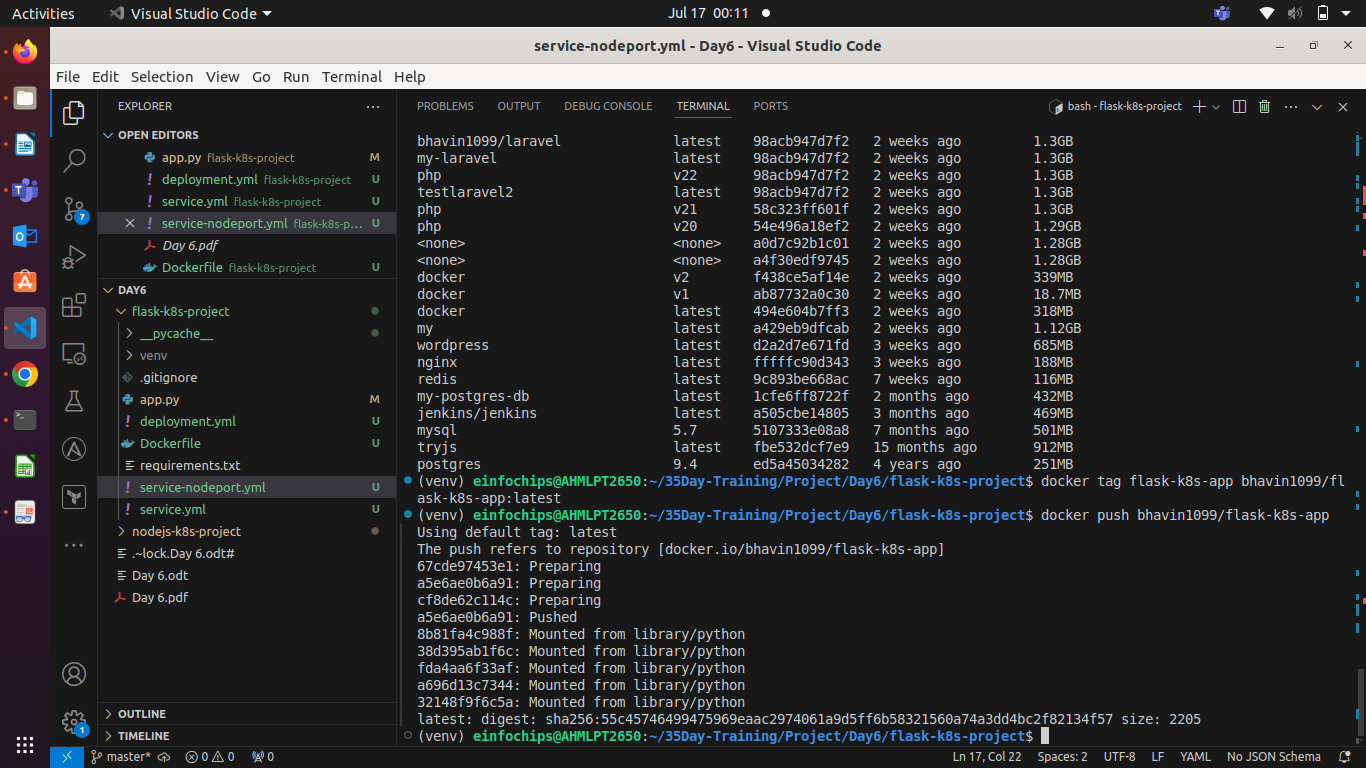 Activities Visual Studio Code Jul 17 00:11
service-nodeport.yml - Day6 - Visual Studio Code
File Edit Selection View Go Run Terminal Help
EXPLORER
OPEN EDITORS
app.py flask-k8s-project M
! deployment.yml flask-k8s-project U
! service.yml flask-k8s-project U
! service-nodeport.yml flask-k8s-p... U
Day 6.pdf
Dockerfile flask-k8s-project U
DAY6
flask-k8s-project
__pycache__
venv
.gitignore
app.py M
! deployment.yml U
Dockerfile U
requirements.txt
! service-nodeport.yml U
! service.yml U
nodejs-k8s-project
.~lock.Day 6.odt#
Day 6.odt
Day 6.pdf
OUTLINE
TIMELINE
7
1
PROBLEMS OUTPUT DEBUG CONSOLE TERMINAL PORTS bash - flask-k8s-project
bhavin1099/laravel latest 98acb947d7f2 2 weeks ago 1.3GB
my-laravel latest 98acb947d7f2 2 weeks ago 1.3GB
php v22 98acb947d7f2 2 weeks ago 1.3GB
testlaravel2 latest 98acb947d7f2 2 weeks ago 1.3GB
php v21 58c323ff601f 2 weeks ago 1.3GB
php v20 54e496a18ef2 2 weeks ago 1.29GB
<none> <none> a0d7c92b1c01 2 weeks ago 1.28GB
<none> <none> a4f30edf9745 2 weeks ago 1.28GB
docker v2 f438ce5af14e 2 weeks ago 339MB
docker v1 ab87732a0c30 2 weeks ago 18.7MB
docker latest 494e604b7ff3 2 weeks ago 318MB
my latest a429eb9dfcab 2 weeks ago 1.12GB
wordpress latest d2a2d7e671fd 3 weeks ago 685MB
nginx latest fffffc90d343 3 weeks ago 188MB
redis latest 9c893be668ac 7 weeks ago 116MB
my-postgres-db latest 1cfe6ff8722f 2 months ago 432MB
jenkins/jenkins latest a505cbe14805 3 months ago 469MB
mysql 5.7 5107333e08a8 7 months ago 501MB
tryjs latest fbe532dcf7e9 15 months ago 912MB
postgres 9.4 ed5a45034282 4 years ago 251MB
(venv) einfochips@AHMLPT2650:~/35Day-Training/Project/Day6/flask-k8s-project$ docker tag flask-k8s-app bhavin1099/fl
ask-k8s-app:latest
(venv) einfochips@AHMLPT2650:~/35Day-Training/Project/Day6/flask-k8s-project$ docker push bhavin1099/flask-k8s-app
Using default tag: latest
The push refers to repository [docker.io/bhavin1099/flask-k8s-app]
67cde97453e1: Preparing
a5e6ae0b6a91: Preparing
cf8de62c114c: Preparing
a5e6ae0b6a91: Pushed
8b81fa4c988f: Mounted from library/python
38d395ab1f6c: Mounted from library/python
fda4aa6f33af: Mounted from library/python
a696d13c7344: Mounted from library/python
32148f9f6c5a: Mounted from library/python
latest: digest: sha256:55c45746499475969eaac2974061a9d5ff6b58321560a74a3dd4bc2f82134f57 size: 2205
(venv) einfochips@AHMLPT2650:~/35Day-Training/Project/Day6/flask-k8s-project$
master* 0 0 0 Ln 17, Col 22 Spaces: 2 UTF-8 LF YAML No JSON Schema